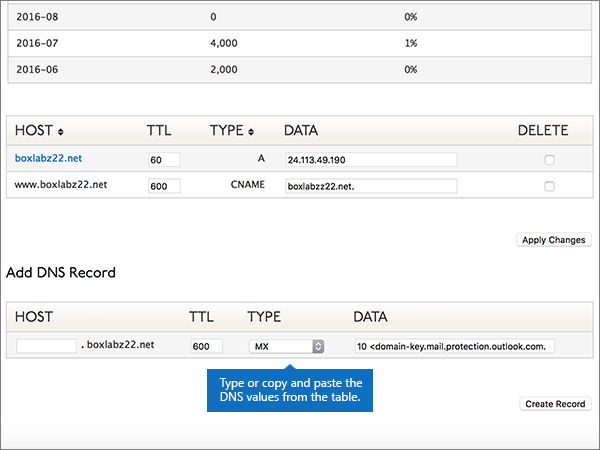 2016-08 0 0%
2016-07 4,000 1%
2016-06 2,000 0%
HOST TTL TYPE DATA DELETE
boxlabz22.net 60 A 24.113.49.190
www.boxlabz22.net 600 CNAME boxlabzz22.net.
Apply Changes
Add DNS Record
HOST TTL TYPE DATA
. boxlabz22.net 600 MX 10 <domain-key.mail.protection.outlook.com.
Type or copy and paste the
DNS values from the table.
Create Record